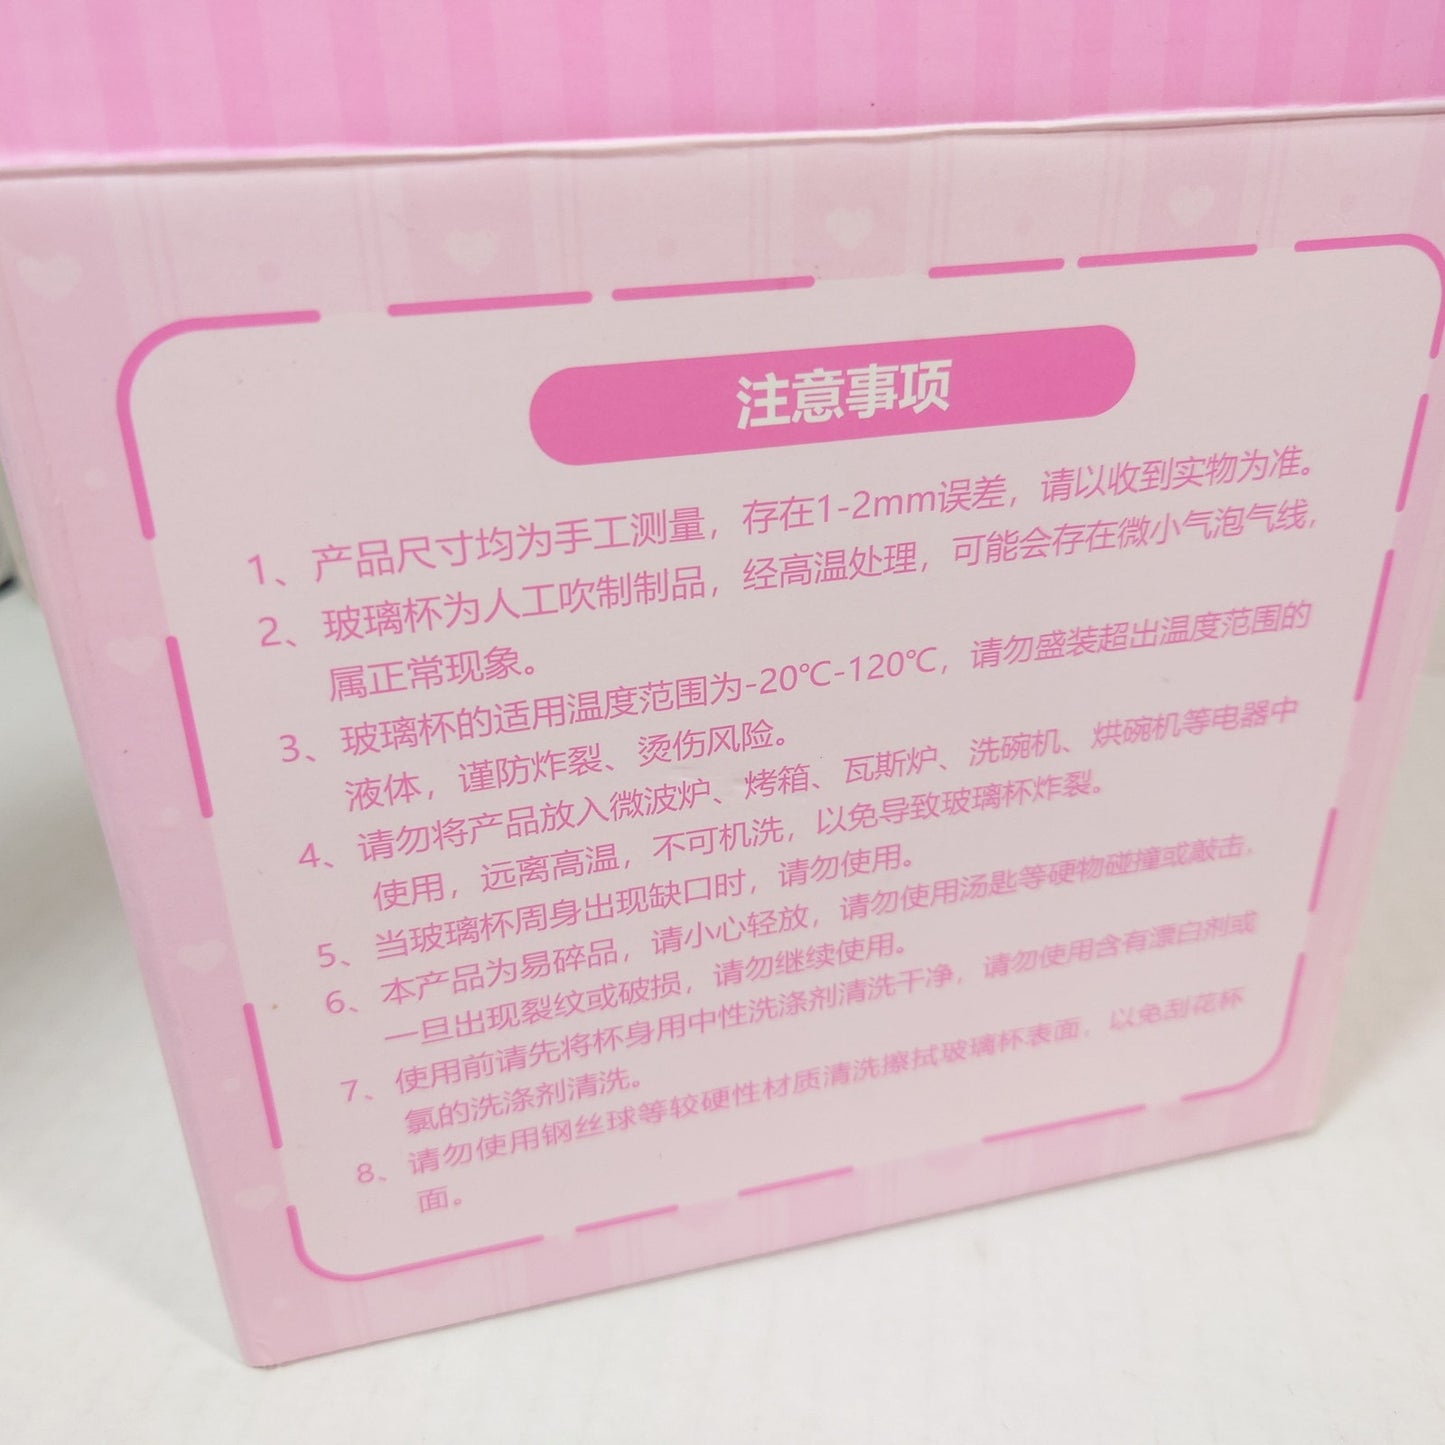 注意事项
1、产品尺寸均为手工测量，存在1-2mm误差，请以收到实物为准。
2、玻璃杯为人工吹制制品，经高温处理，可能会存在微小气泡气线，
属正常现象。
3、玻璃杯的适用温度范围为-20℃-120℃，请勿盛装超出温度范围的
液体，谨防炸裂、烫伤风险。
4、请勿将产品放入微波炉、烤箱、瓦斯炉、洗碗机、烘碗机等电器中
使用，远离高温，不可机洗，以免导致玻璃杯炸裂。
5、当玻璃杯周身出现缺口时，请勿使用。
6、本产品为易碎品，请小心轻放，请勿使用汤匙等硬物碰撞或敲击，
一旦出现裂纹或破损，请勿继续使用。
7、使用前请先将杯身用中性洗涤剂清洗干净，请勿使用含有漂白剂或
氯的洗涤剂清洗。
8、请勿使用钢丝球等较硬性材质清洗擦拭玻璃杯表面，以免刮花杯
面。